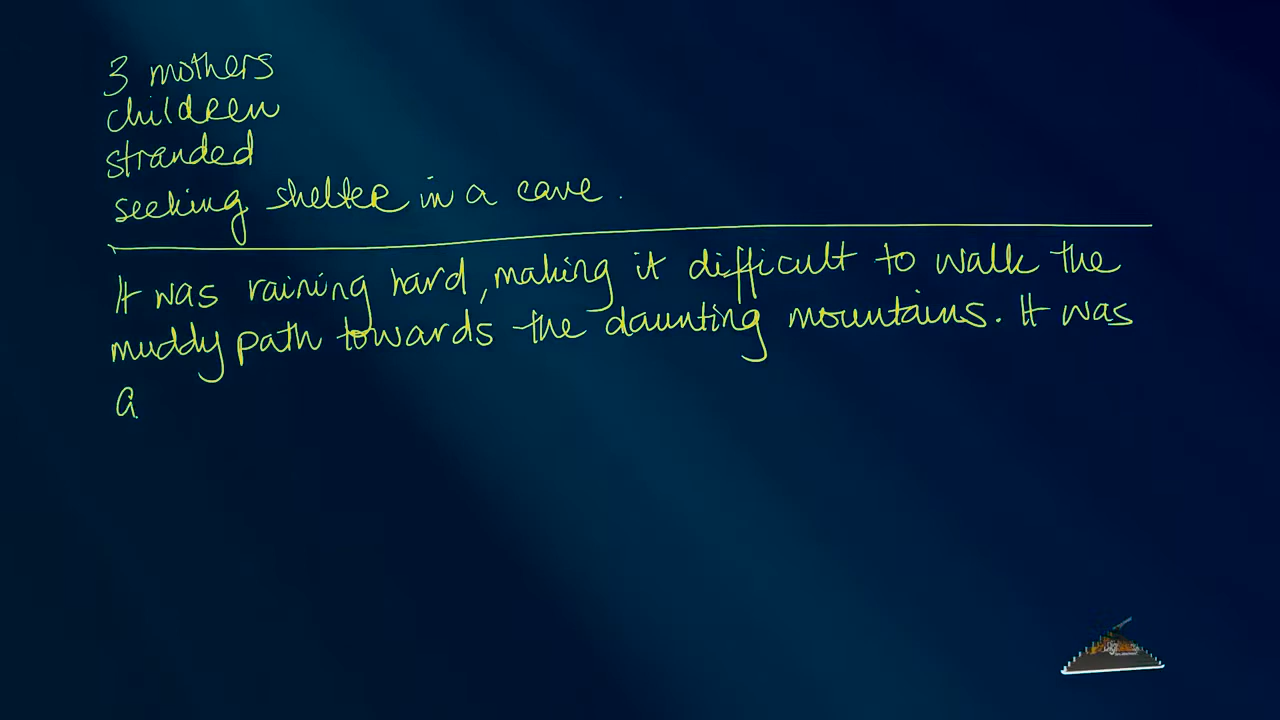 3 mothers
children
stranded
seeking shelter in a cave.
It was raining hard, making it difficult to walk the
muddy path towards the daunting mountains. It was
a